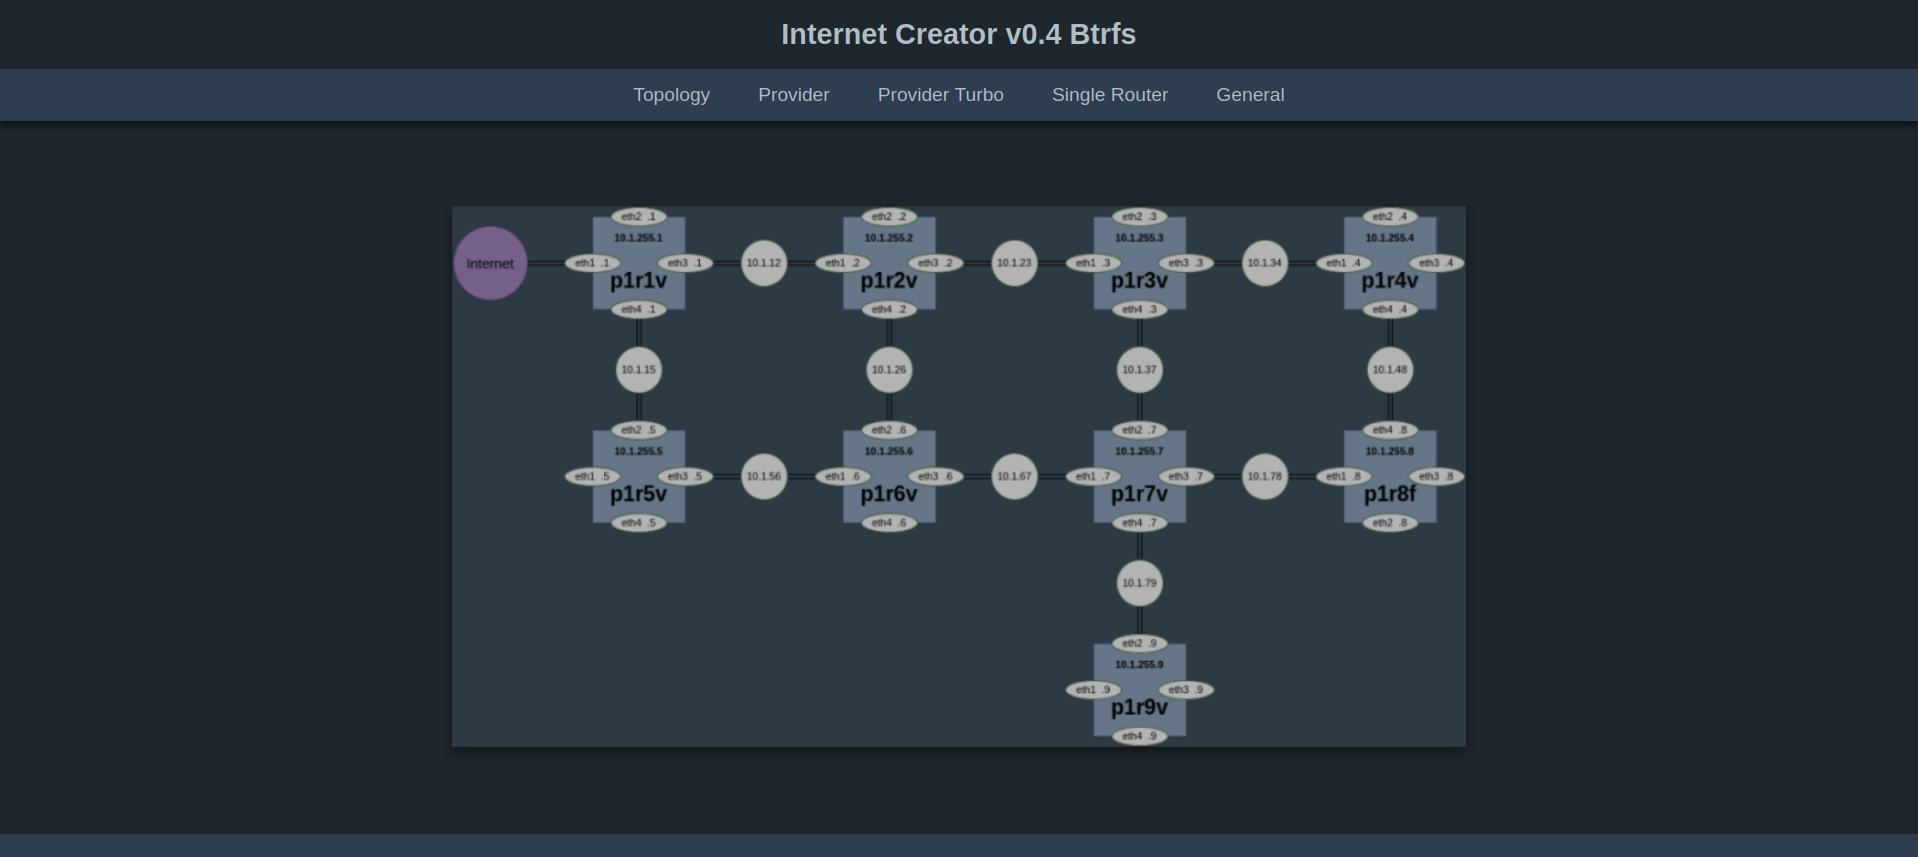 Internet Creator v0.4 Btrfs
Topology Provider Provider Turbo Single Router General
eth2 .1 eth2 .2 eth2 .3 eth2 .4
10.1.255.1 10.1.255.2 10.1.255.3 10.1.255.4
Internet eth1 .1 eth3 .1 10.1.12 eth1 .2 eth3 .2 10.1.23 eth1 .3 eth3 .3 10.1.34 eth1 .4 eth3 .4
p1r1v p1r2v p1r3v p1r4v
eth4 .1 eth4 .2 eth4 .3 eth4 .4
10.1.15 10.1.26 10.1.37 10.1.48
eth2 .5 eth2 .6 eth2 .7 eth4 .8
10.1.255.5 10.1.255.6 10.1.255.7 10.1.255.8
eth1 .5 eth3 .5 10.1.56 eth1 .6 eth3 .6 10.1.67 eth1 .7 eth3 .7 10.1.78 eth1 .8 eth3 .8
p1r5v p1r6v p1r7v p1r8f
eth4 .5 eth4 .6 eth4 .7 eth2 .8
10.1.79
eth2 .9
10.1.255.9
eth1 .9 eth3 .9
p1r9v
eth4 .9